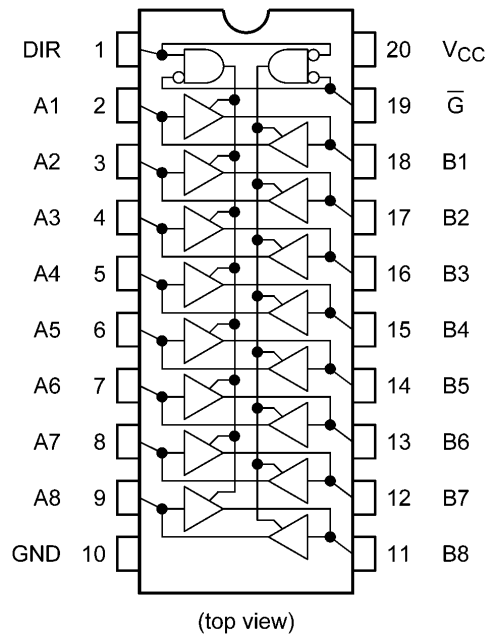 DIR 1 20 VCC
A1 2 19 G̅
A2 3 18 B1
A3 4 17 B2
A4 5 16 B3
A5 6 15 B4
A6 7 14 B5
A7 8 13 B6
A8 9 12 B7
GND 10 11 B8
(top view)